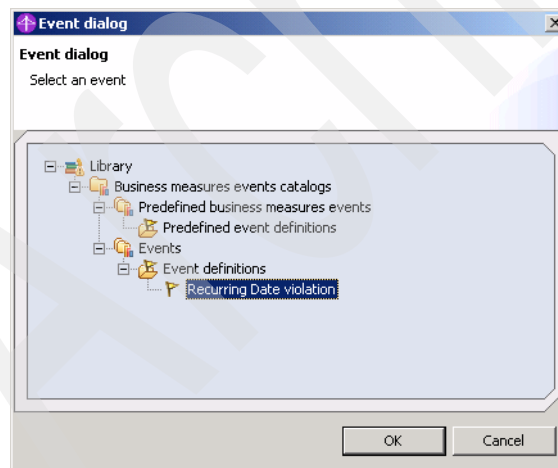 Event dialog
Event dialog
Select an event
Library
Business measures events catalogs
Predefined business measures events
Predefined event definitions
Events
Event definitions
Recurring Date violation
OK
Cancel